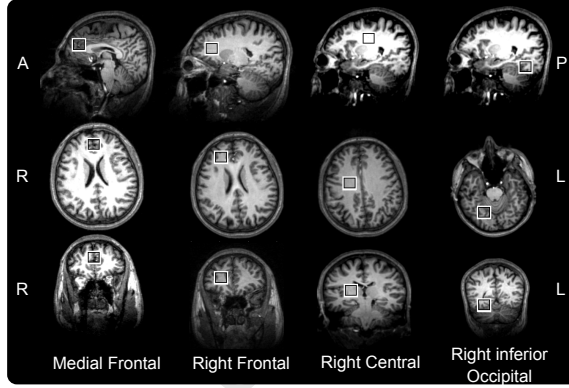 A P
R L
R L
Medial Frontal Right Frontal Right Central Right inferior
Occipital